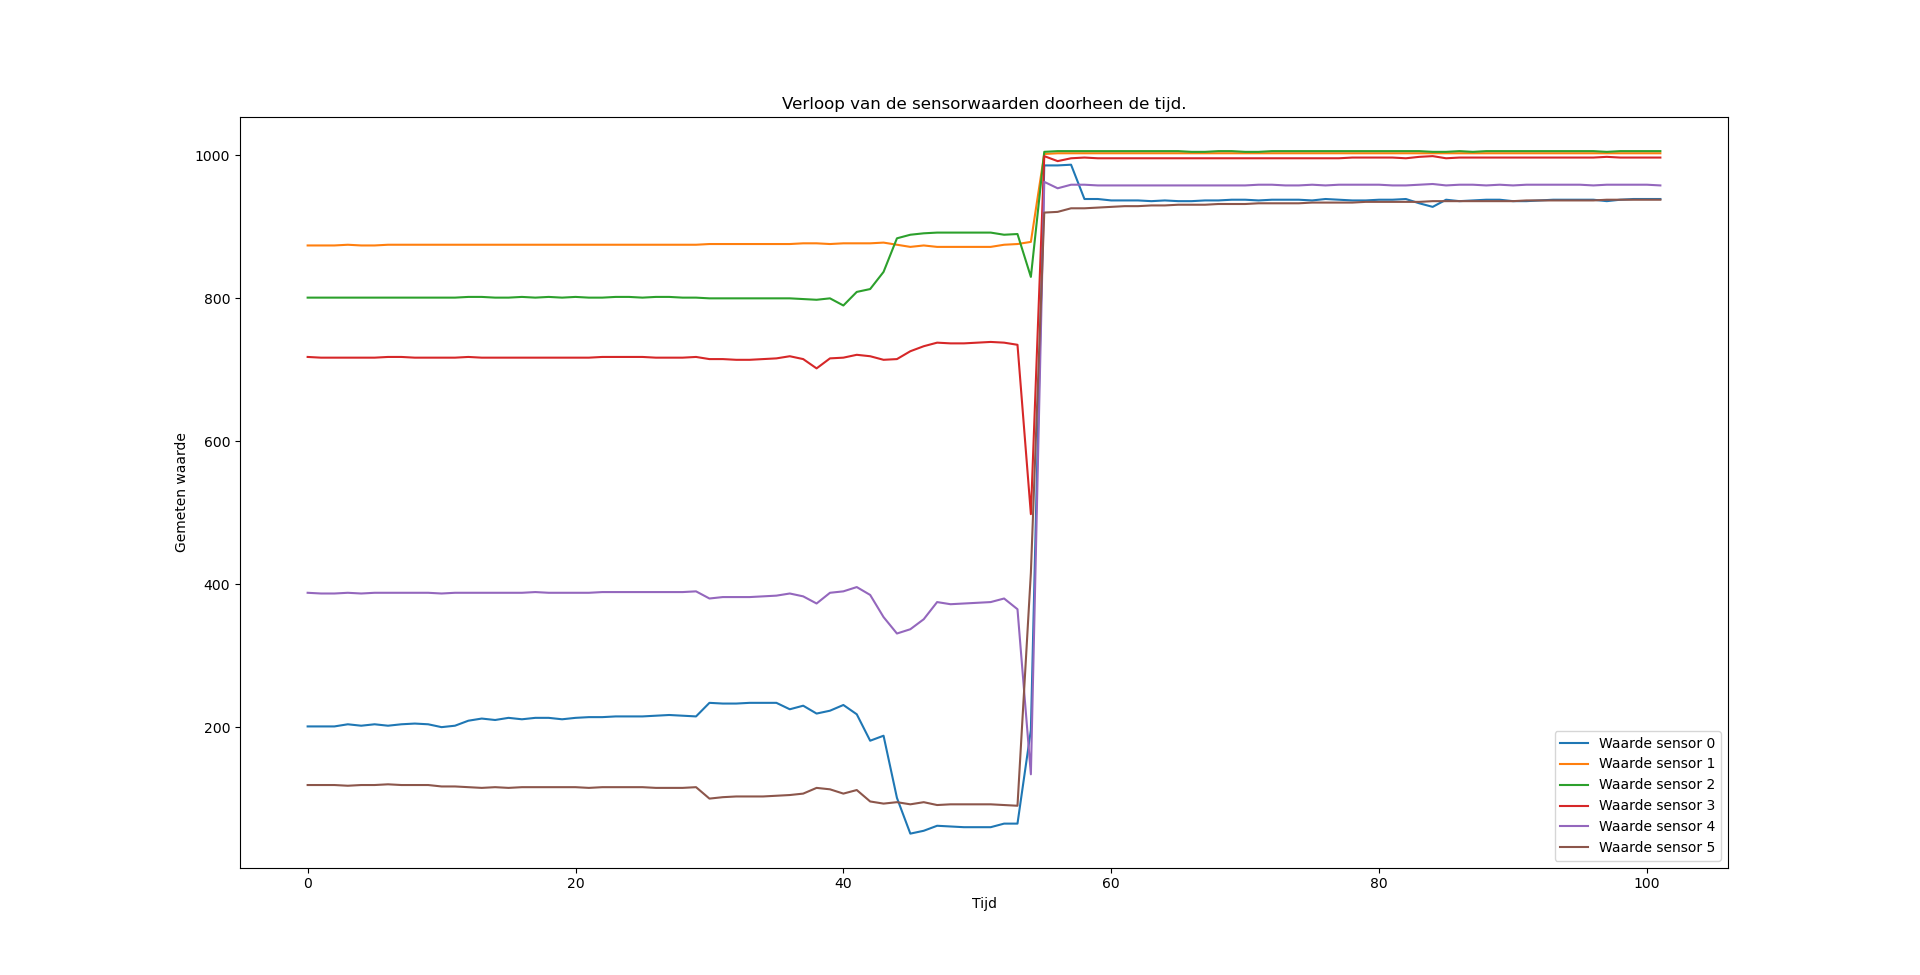 Verloop van de sensorwaarden doorheen de tijd.
1000
800
600
400
200
Gemeten waarde
0 20 40 60 80 100
Tijd
Waarde sensor 0
Waarde sensor 1
Waarde sensor 2
Waarde sensor 3
Waarde sensor 4
Waarde sensor 5